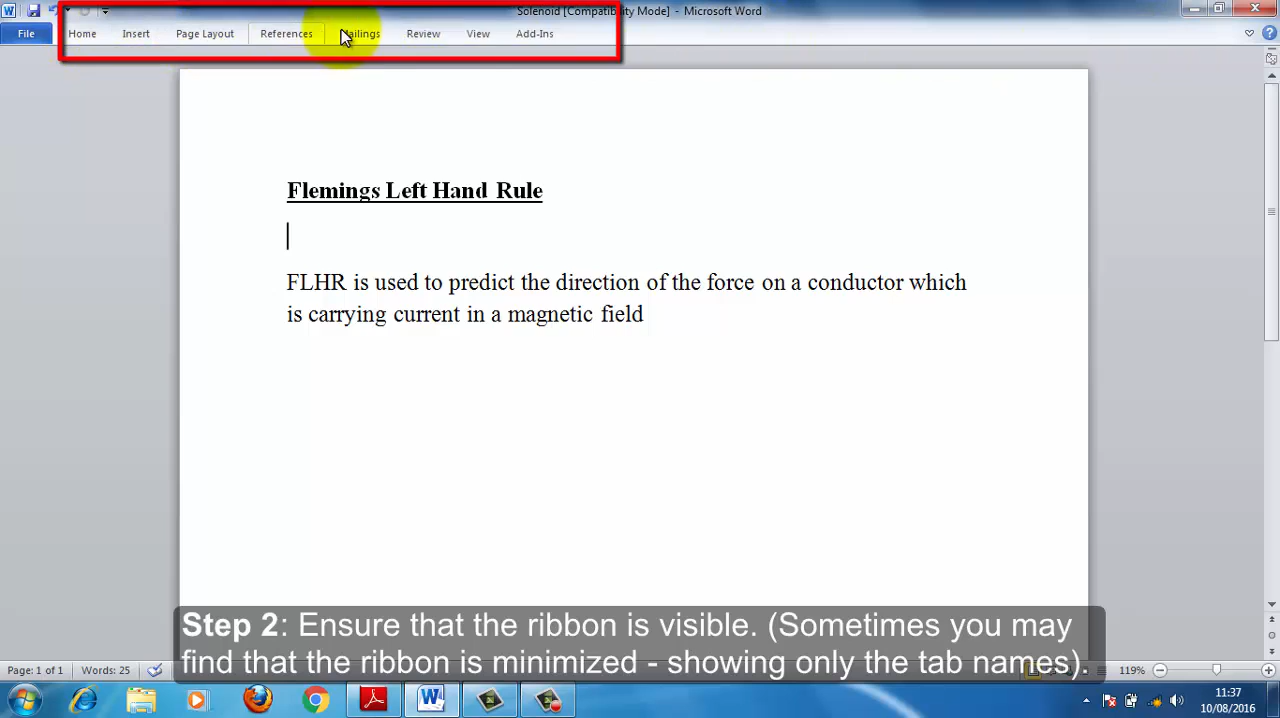 Solenoid [Compatibility Mode] - Microsoft Word
File Home Insert Page Layout References Mailings Review View Add-Ins
Flemings Left Hand Rule
FLHR is used to predict the direction of the force on a conductor which
is carrying current in a magnetic field
Step 2: Ensure that the ribbon is visible. (Sometimes you may
find that the ribbon is minimized - showing only the tab names).
Page: 1 of 1 Words: 25 119%
11:37
10/08/2016